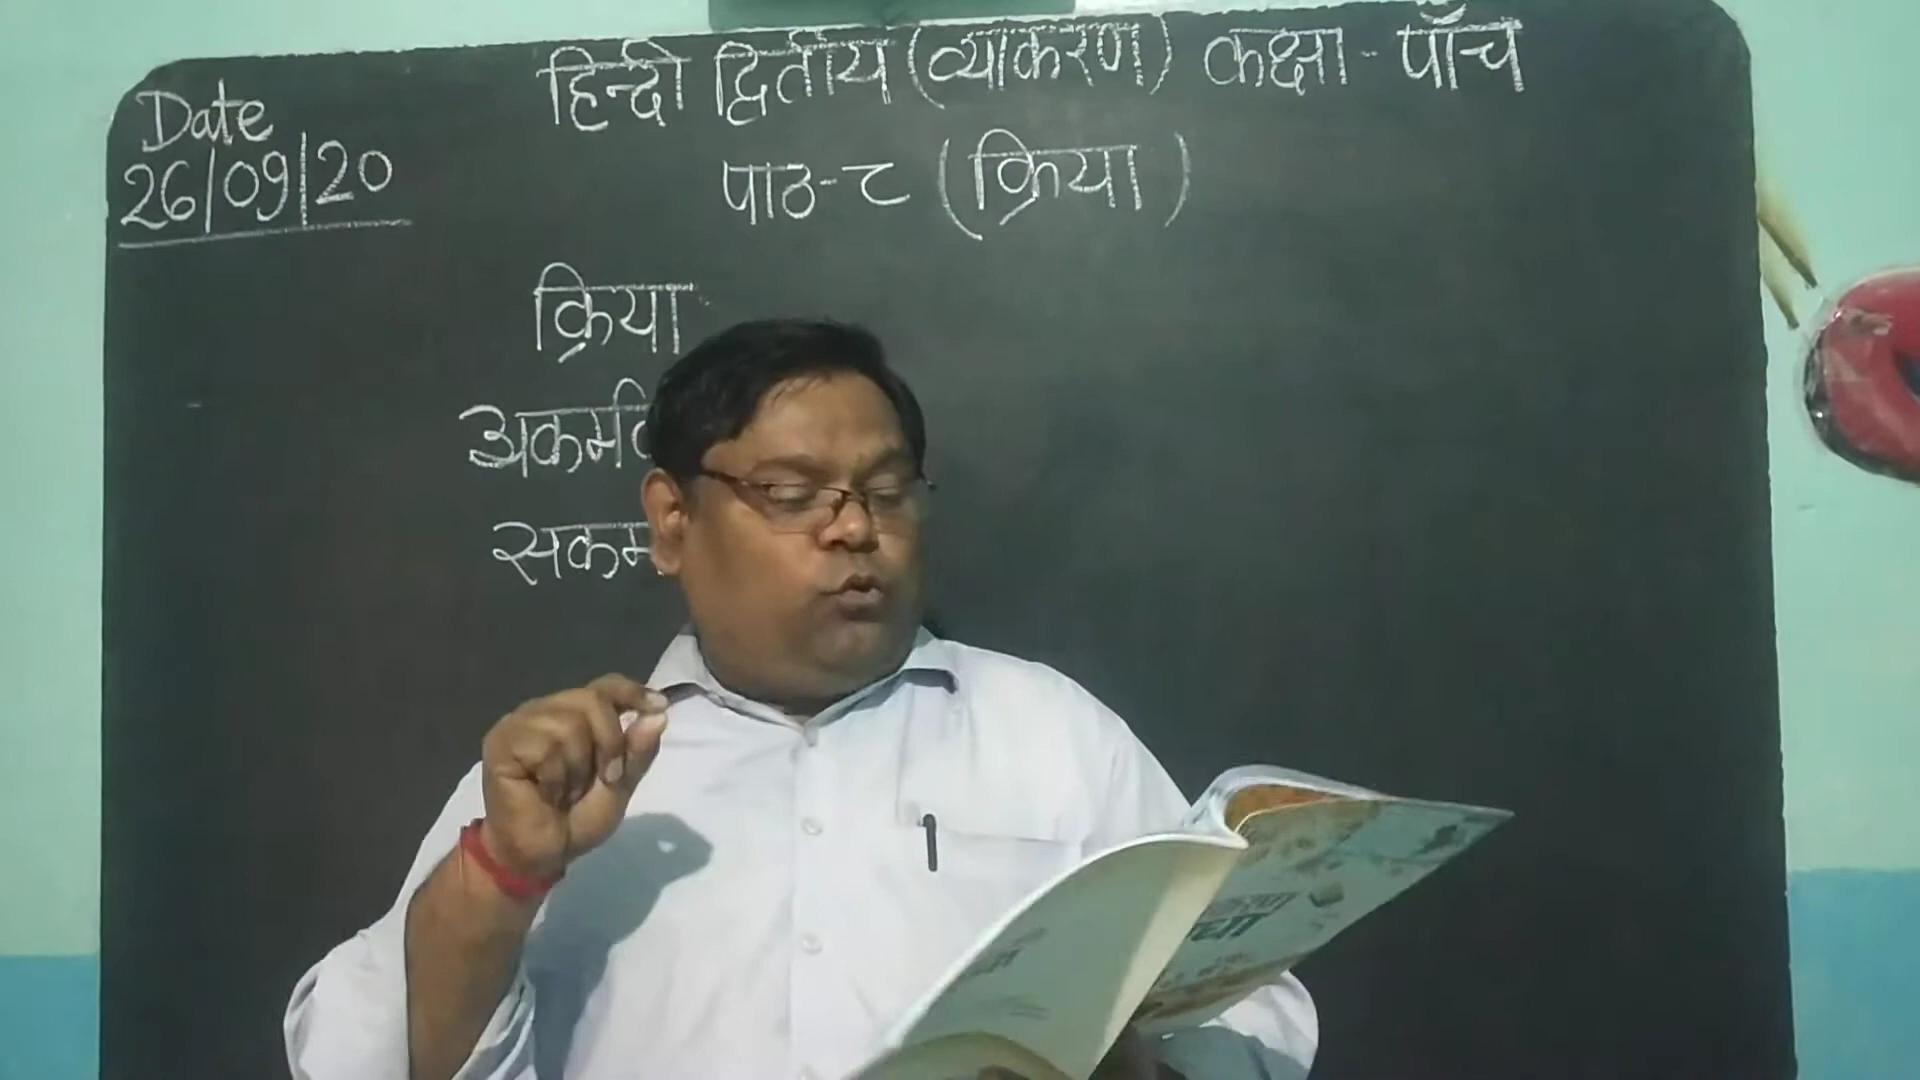 हिन्दी द्वितीय (व्याकरण) कक्षा - पाँच
Date
26/09/20
पाठ-८ (क्रिया)
क्रिया